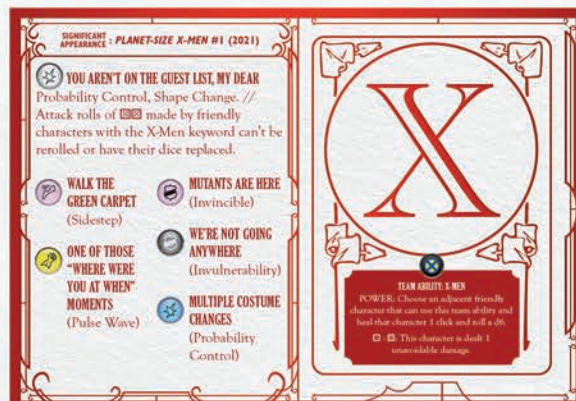 SIGNIFICANT
APPEARANCE : PLANET-SIZE X-MEN #1 (2021)
YOU AREN'T ON THE GUEST LIST, MY DEAR
Probability Control, Shape Change. //
Attack rolls of ⚅⚅ made by friendly
characters with the X-Men keyword can't be
rerolled or have their dice replaced.
WALK THE
GREEN CARPET
(Sidestep)
ONE OF THOSE
"WHERE WERE
YOU AT WHEN"
MOMENTS
(Pulse Wave)
MUTANTS ARE HERE
(Invincible)
WE'RE NOT GOING
ANYWHERE
(Invulnerability)
MULTIPLE COSTUME
CHANGES
(Probability
Control)
X
TEAM ABILITY: X-MEN
POWER: Choose an adjacent friendly
character that can use this team ability and
heal that character 1 click and roll a d6.
This character is dealt 1
unavoidable damage.